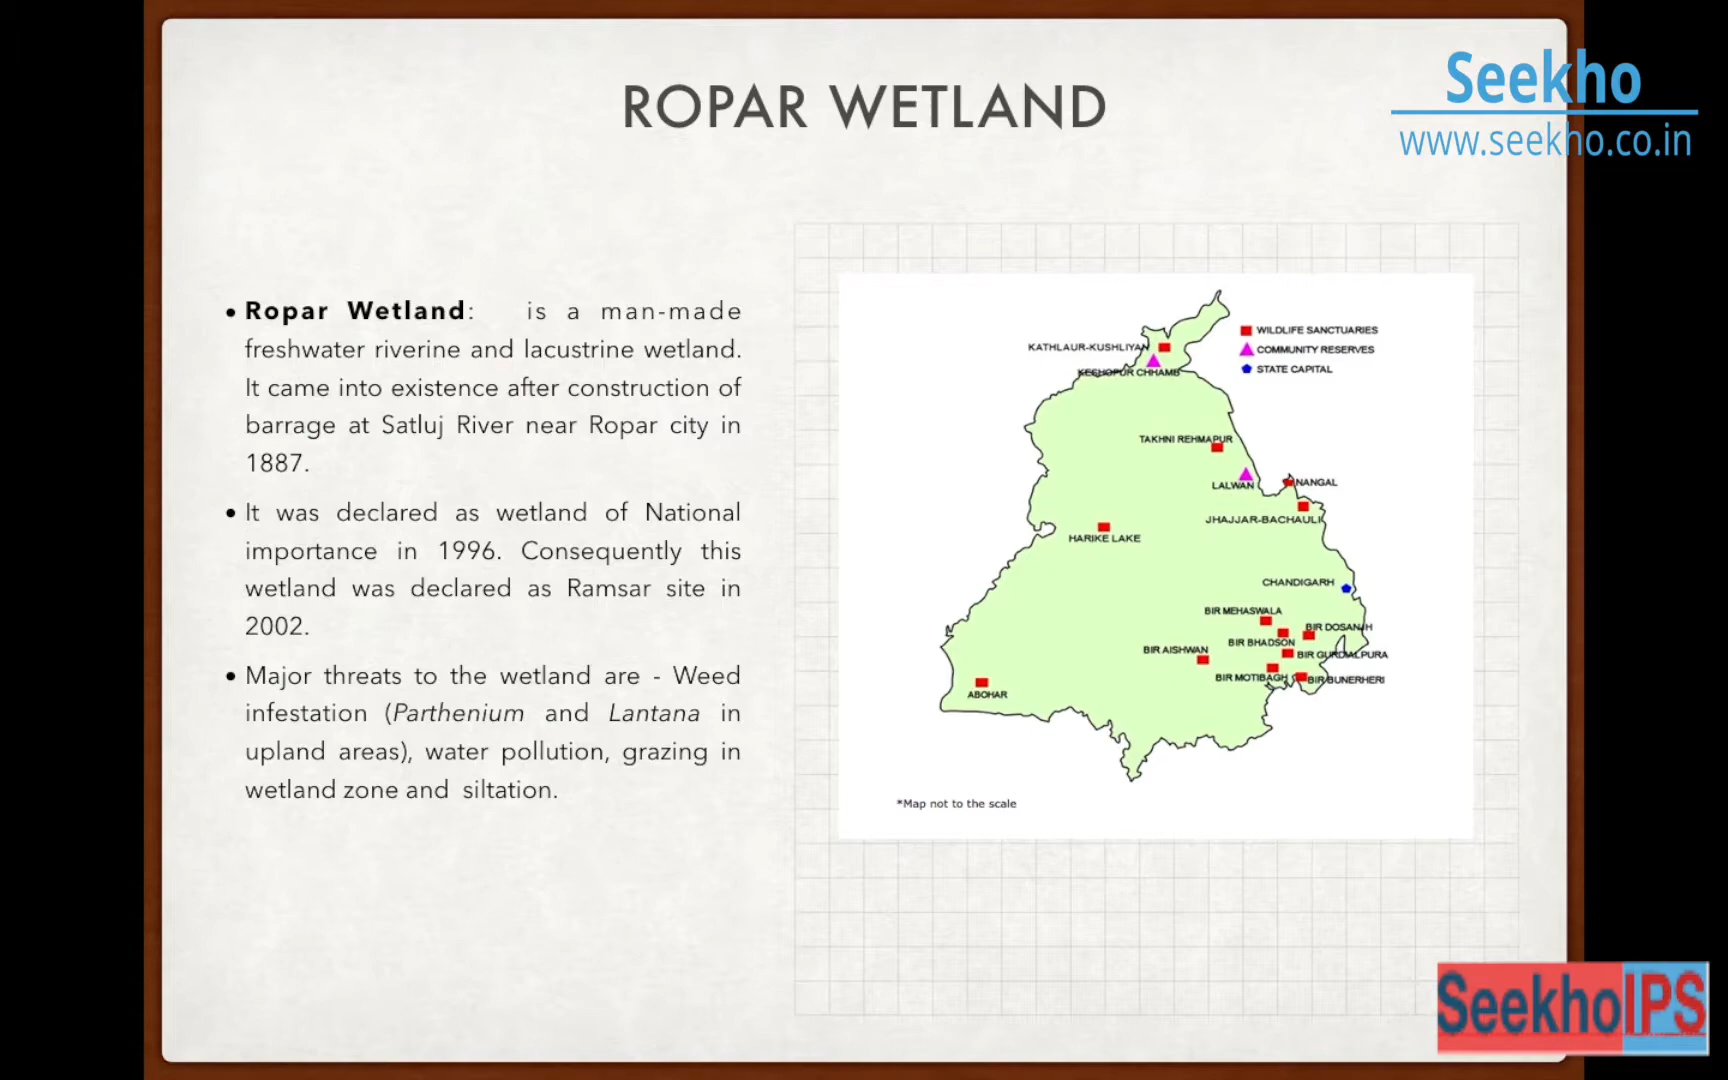 Seekho
www.seekho.co.in
ROPAR WETLAND
• Ropar Wetland: is a man-made
freshwater riverine and lacustrine wetland.
It came into existence after construction of
barrage at Satluj River near Ropar city in
1887.
• It was declared as wetland of National
importance in 1996. Consequently this
wetland was declared as Ramsar site in
2002.
• Major threats to the wetland are - Weed
infestation (Parthenium and Lantana in
upland areas), water pollution, grazing in
wetland zone and siltation.
WILDLIFE SANCTUARIES
COMMUNITY RESERVES
STATE CAPITAL
KATHLAUR-KUSHLIYAN
KESHOPUR CHHAMB
TAKHNI REHMAPUR
LALWAN
NANGAL
JHAJJAR-BACHAULI
HARIKE LAKE
CHANDIGARH
BIR MEHASWALA
BIR DOSANJH
BIR BHADSON
BIR AISHWAN
BIR GURDIALPURA
BIR MOTIBAGH
BIR BUNERHERI
ABOHAR
*Map not to the scale
SeekhoIPS